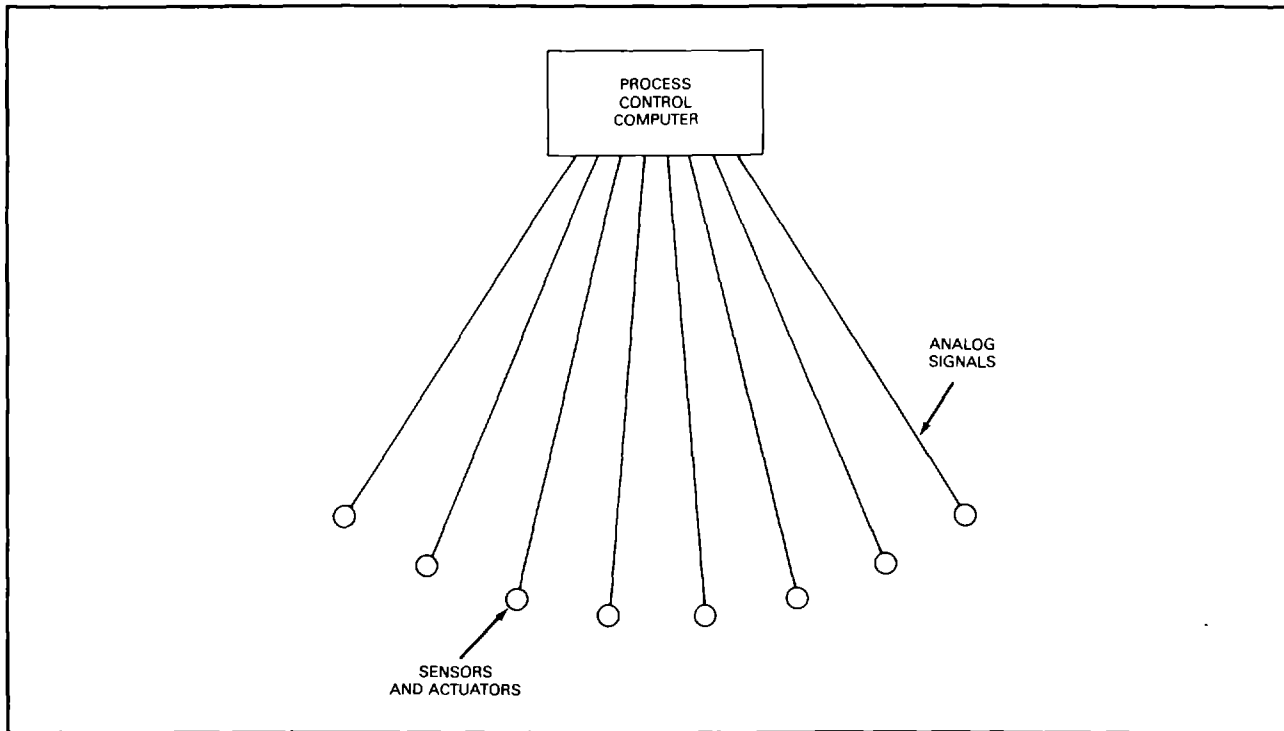 PROCESS
CONTROL
COMPUTER
ANALOG
SIGNALS
SENSORS
AND ACTUATORS